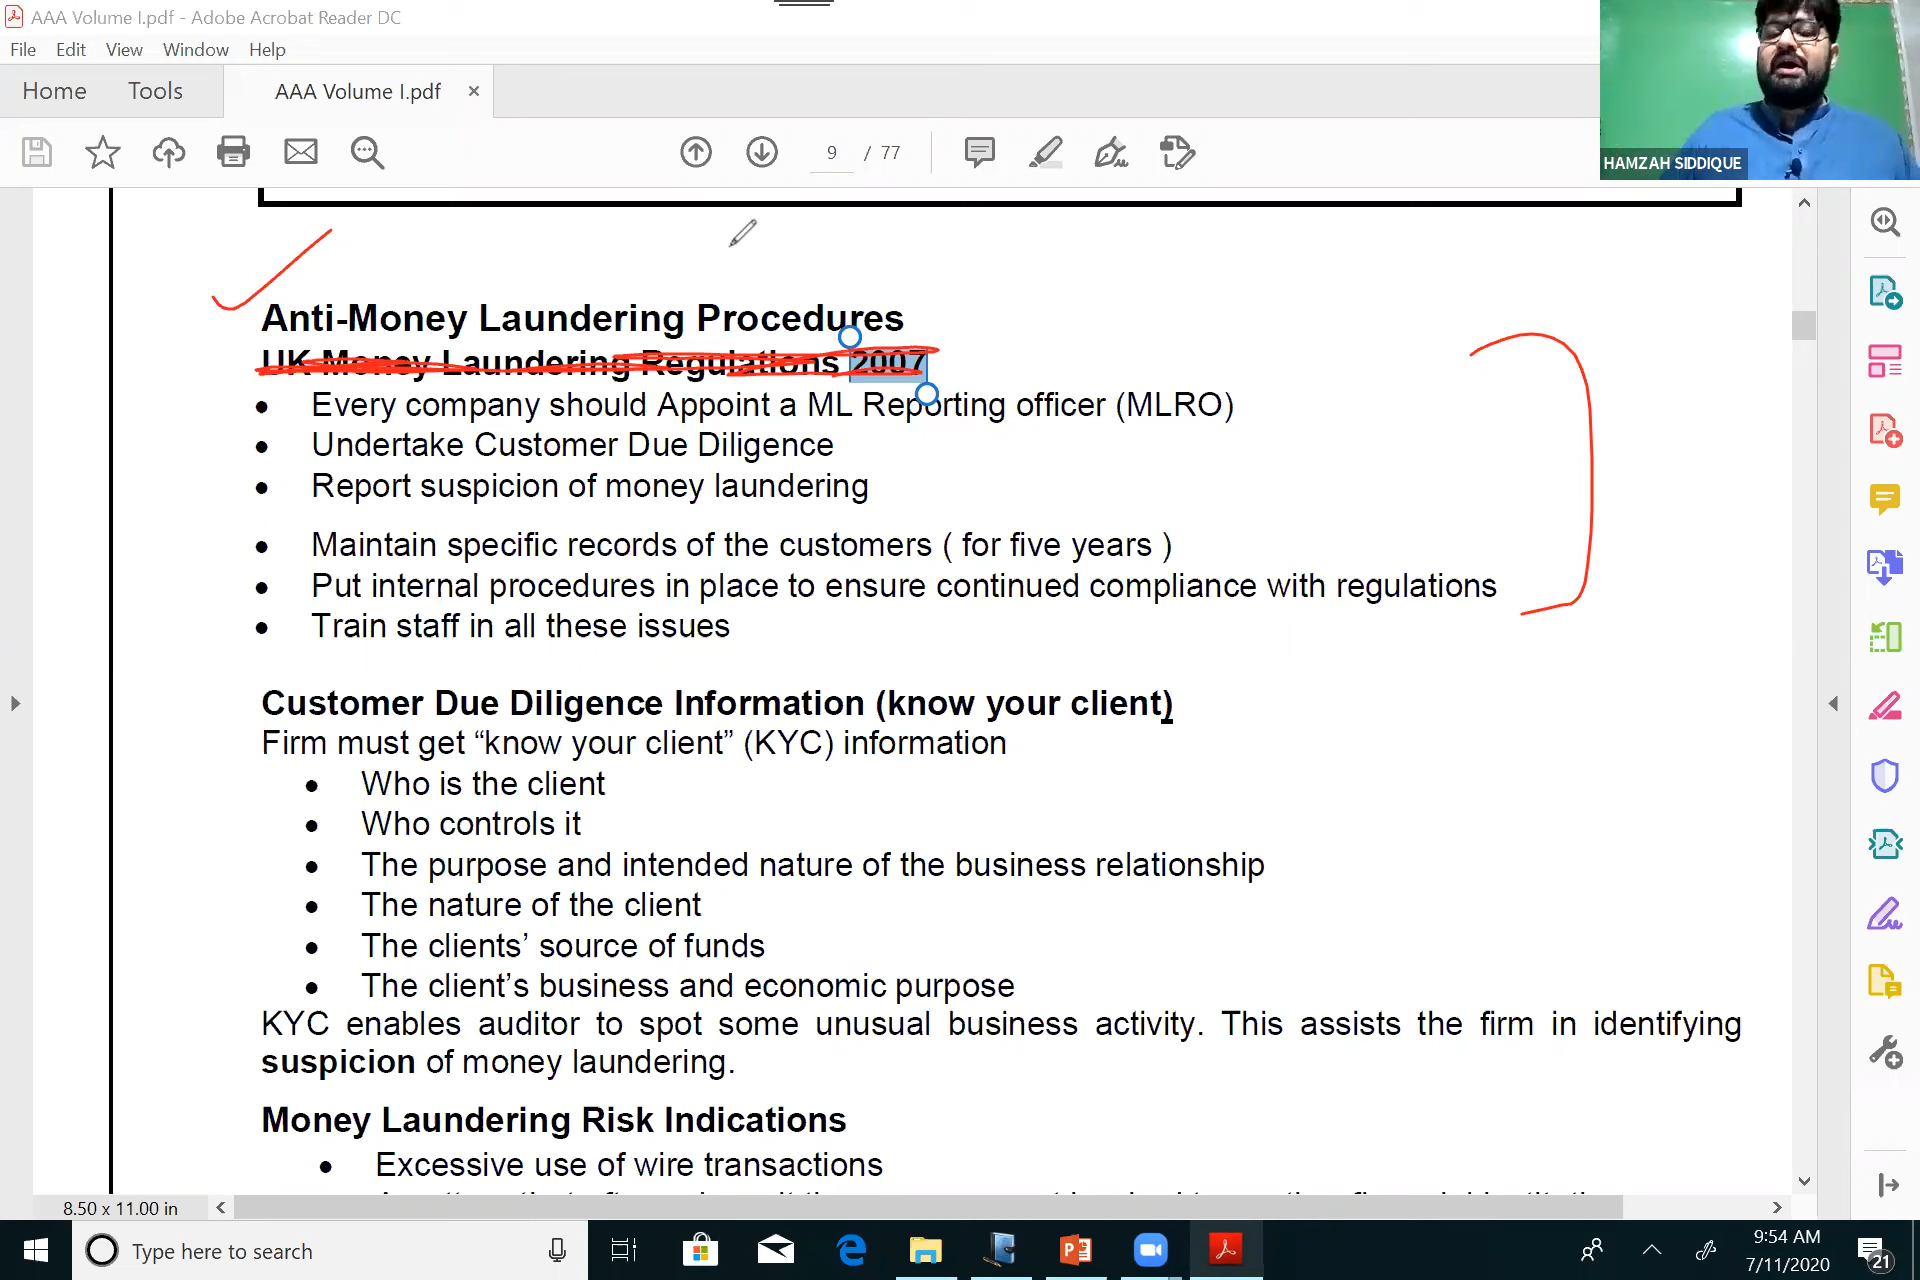 AAA Volume I.pdf - Adobe Acrobat Reader DC
File Edit View Window Help
Home Tools AAA Volume I.pdf ×
9 / 77
HAMZAH SIDDIQUE
Anti-Money Laundering Procedures
UK Money Laundering Regulations 2007
• Every company should Appoint a ML Reporting officer (MLRO)
• Undertake Customer Due Diligence
• Report suspicion of money laundering
• Maintain specific records of the customers ( for five years )
• Put internal procedures in place to ensure continued compliance with regulations
• Train staff in all these issues
Customer Due Diligence Information (know your client)
Firm must get “know your client” (KYC) information
• Who is the client
• Who controls it
• The purpose and intended nature of the business relationship
• The nature of the client
• The clients’ source of funds
• The client’s business and economic purpose
KYC enables auditor to spot some unusual business activity. This assists the firm in identifying
suspicion of money laundering.
Money Laundering Risk Indications
• Excessive use of wire transactions
8.50 x 11.00 in
Type here to search
9:54 AM
7/11/2020
21